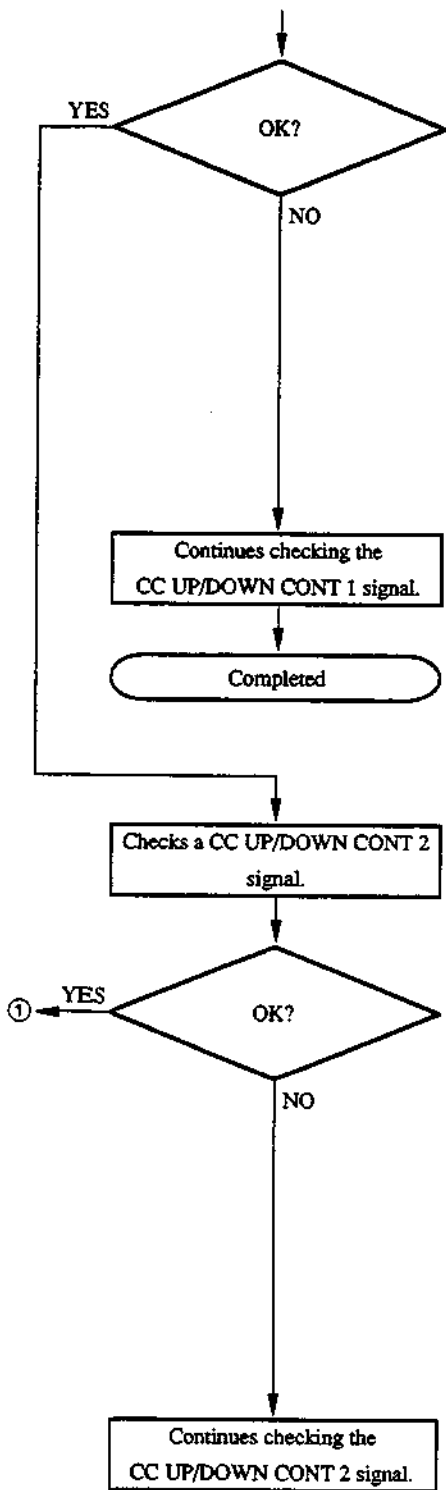 YES
OK?
NO
Continues checking the
CC UP/DOWN CONT 1 signal.
Completed
Checks a CC UP/DOWN CONT 2
signal.
① YES
OK?
NO
Continues checking the
CC UP/DOWN CONT 2 signal.